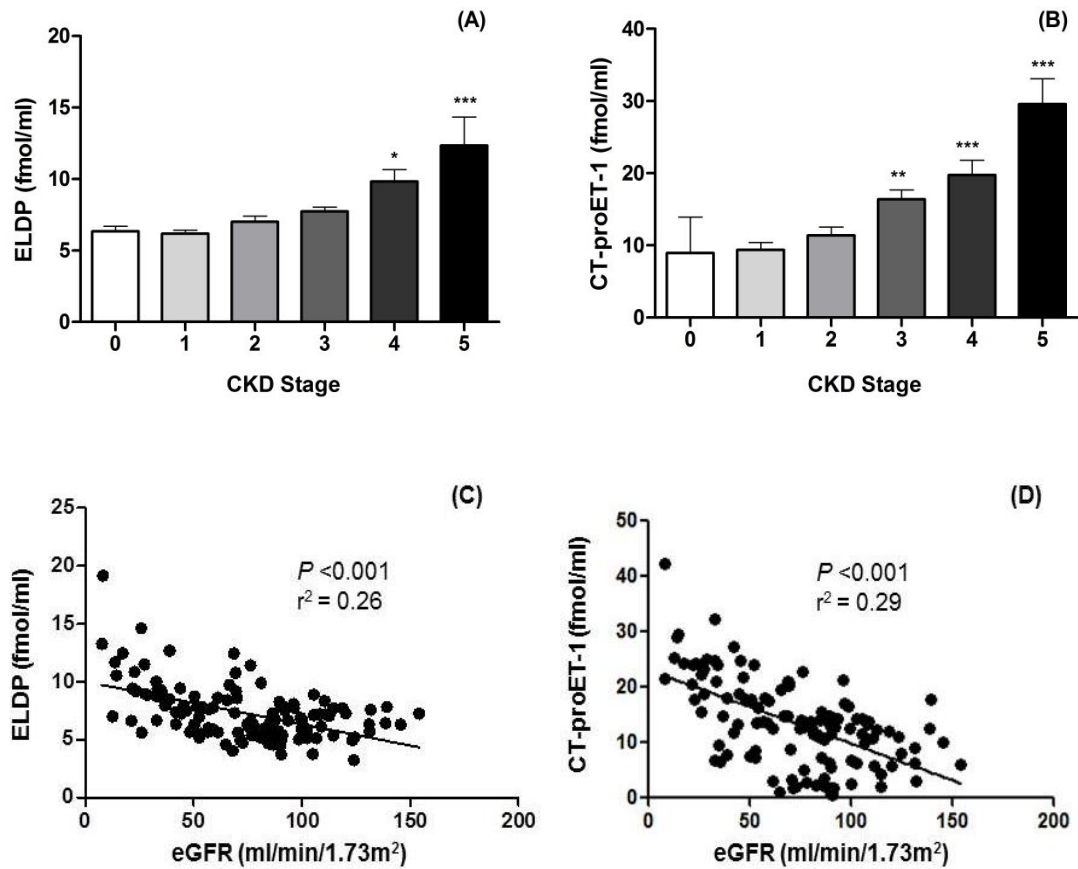 (A)
ELDP (fmol/ml)
20
15
10
5
0
*
***
0 1 2 3 4 5
CKD Stage
(B)
CT-proET-1 (fmol/ml)
40
30
20
10
0
**
***
***
0 1 2 3 4 5
CKD Stage
(C)
ELDP (fmol/ml)
25
20
15
10
5
0
P <0.001
r² = 0.26
0 50 100 150 200
eGFR (ml/min/1.73m²)
(D)
CT-proET-1 (fmol/ml)
50
40
30
20
10
0
P <0.001
r² = 0.29
0 50 100 150 200
eGFR (ml/min/1.73m²)